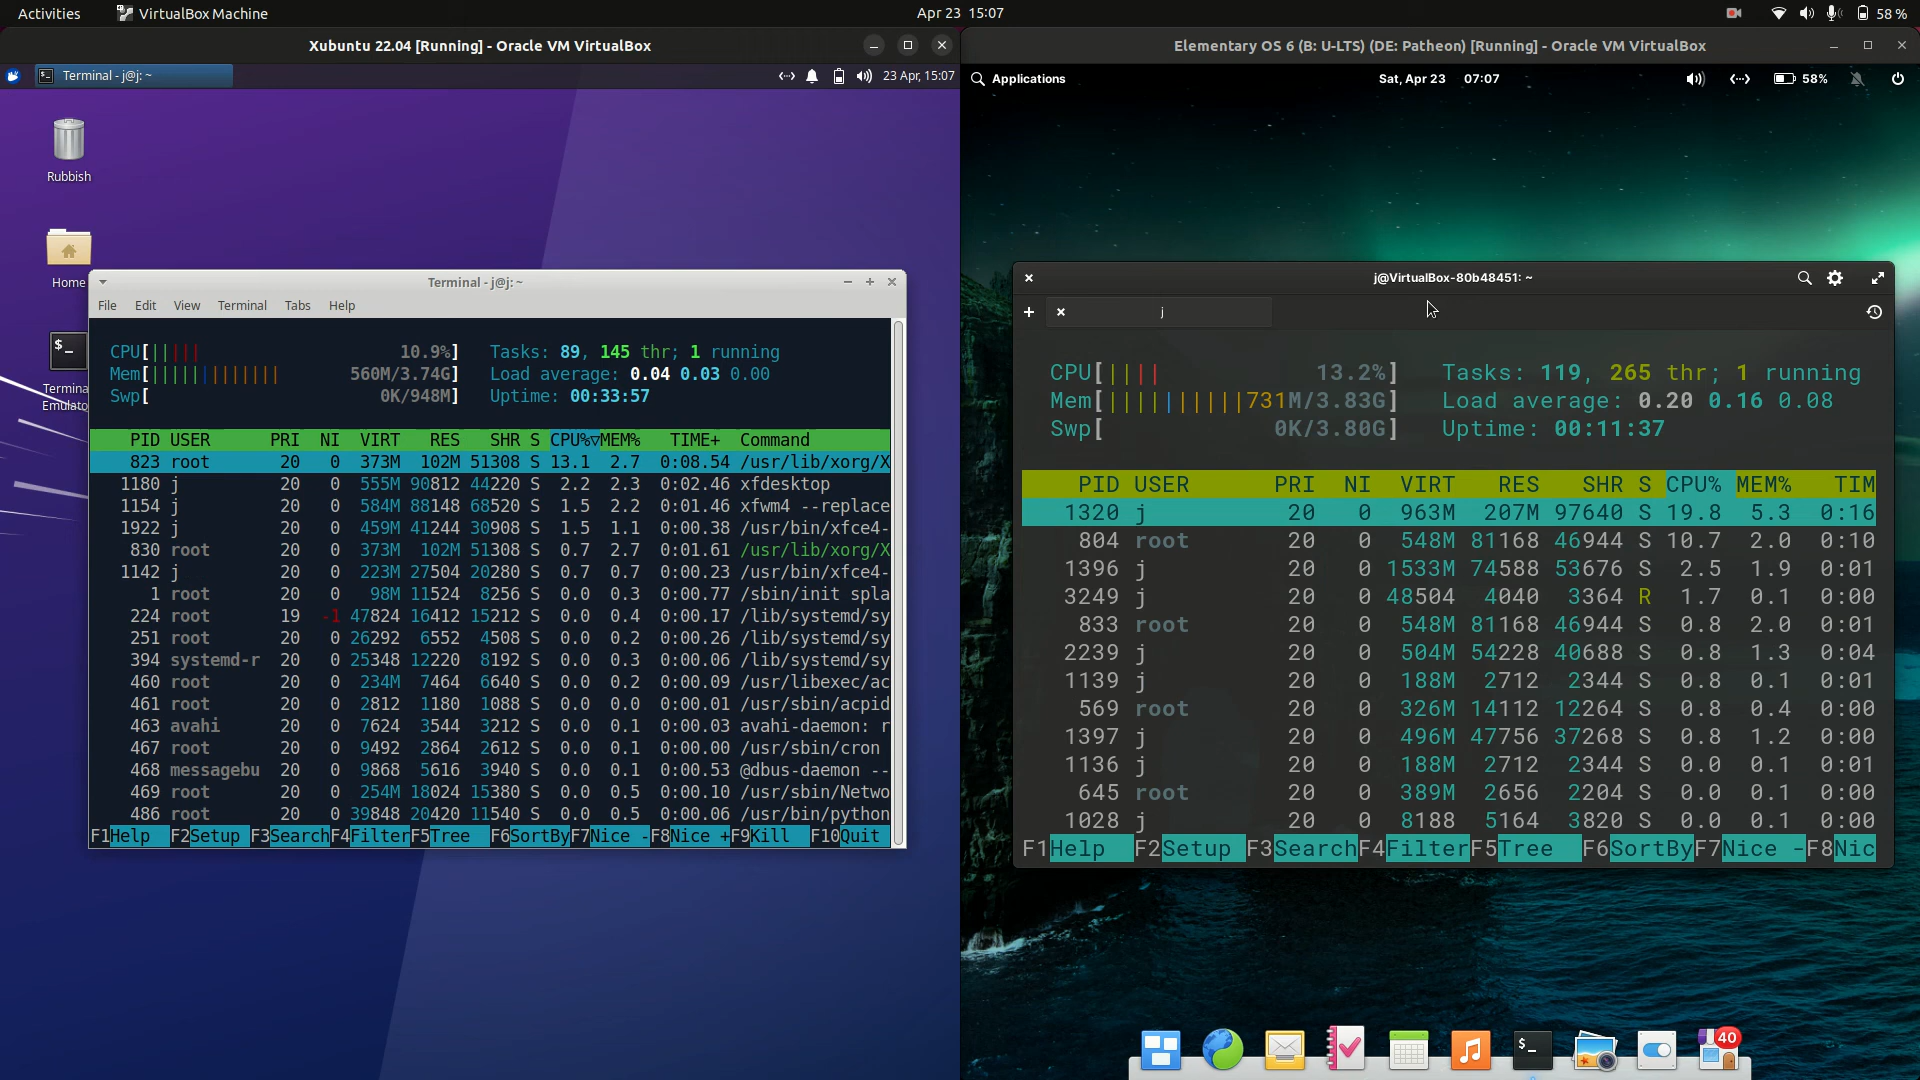 Activities VirtualBox Machine Apr 23 15:07 58 %
Xubuntu 22.04 [Running] - Oracle VM VirtualBox
Terminal - j@j: ~ 23 Apr, 15:07
Rubbish
Home
Termina
Emulato
Terminal - j@j: ~
File Edit View Terminal Tabs Help
CPU[||||| 10.9%] Tasks: 89, 145 thr; 1 running
Mem[||||||||||||| 560M/3.74G] Load average: 0.04 0.03 0.00
Swp[ 0K/948M] Uptime: 00:33:57
PID USER PRI NI VIRT RES SHR S CPU%▽MEM% TIME+ Command
823 root 20 0 373M 102M 51308 S 13.1 2.7 0:08.54 /usr/lib/xorg/X
1180 j 20 0 555M 90812 44220 S 2.2 2.3 0:02.46 xfdesktop
1154 j 20 0 584M 88148 68520 S 1.5 2.2 0:01.46 xfwm4 --replace
1922 j 20 0 459M 41244 30908 S 1.5 1.1 0:00.38 /usr/bin/xfce4-
830 root 20 0 373M 102M 51308 S 0.7 2.7 0:01.61 /usr/lib/xorg/X
1142 j 20 0 223M 27504 20280 S 0.7 0.7 0:00.23 /usr/bin/xfce4-
1 root 20 0 98M 11524 8256 S 0.0 0.3 0:00.77 /sbin/init spla
224 root 19 -1 47824 16412 15212 S 0.0 0.4 0:00.17 /lib/systemd/sy
251 root 20 0 26292 6552 4508 S 0.0 0.2 0:00.26 /lib/systemd/sy
394 systemd-r 20 0 25348 12220 8192 S 0.0 0.3 0:00.06 /lib/systemd/sy
460 root 20 0 234M 7464 6640 S 0.0 0.2 0:00.09 /usr/libexec/ac
461 root 20 0 2812 1180 1088 S 0.0 0.0 0:00.01 /usr/sbin/acpid
463 avahi 20 0 7624 3544 3212 S 0.0 0.1 0:00.03 avahi-daemon: r
467 root 20 0 9492 2864 2612 S 0.0 0.1 0:00.00 /usr/sbin/cron
468 messagebu 20 0 9868 5616 3940 S 0.0 0.1 0:00.53 @dbus-daemon --
469 root 20 0 254M 18024 15380 S 0.0 0.5 0:00.10 /usr/sbin/Netwo
486 root 20 0 39848 20420 11540 S 0.0 0.5 0:00.06 /usr/bin/python
F1Help F2Setup F3SearchF4FilterF5Tree F6SortByF7Nice -F8Nice +F9Kill F10Quit
Elementary OS 6 (B: U-LTS) (DE: Patheon) [Running] - Oracle VM VirtualBox
Applications Sat, Apr 23 07:07 58%
j@VirtualBox-80b48451: ~
j
CPU[|||| 13.2%] Tasks: 119, 265 thr; 1 running
Mem[||||||||||731M/3.83G] Load average: 0.20 0.16 0.08
Swp[ 0K/3.80G] Uptime: 00:11:37
PID USER PRI NI VIRT RES SHR S CPU% MEM% TIM
1320 j 20 0 963M 207M 97640 S 19.8 5.3 0:16
804 root 20 0 548M 81168 46944 S 10.7 2.0 0:10
1396 j 20 0 1533M 74588 53676 S 2.5 1.9 0:01
3249 j 20 0 48504 4040 3364 R 1.7 0.1 0:00
833 root 20 0 548M 81168 46944 S 0.8 2.0 0:01
2239 j 20 0 504M 54228 40688 S 0.8 1.3 0:04
1139 j 20 0 188M 2712 2344 S 0.8 0.1 0:01
569 root 20 0 326M 14112 12264 S 0.8 0.4 0:00
1397 j 20 0 496M 47756 37268 S 0.8 1.2 0:00
1136 j 20 0 188M 2712 2344 S 0.0 0.1 0:01
645 root 20 0 389M 2656 2204 S 0.0 0.1 0:00
1028 j 20 0 8188 5164 3820 S 0.0 0.1 0:00
F1Help F2Setup F3SearchF4FilterF5Tree F6SortByF7Nice -F8Nic
40